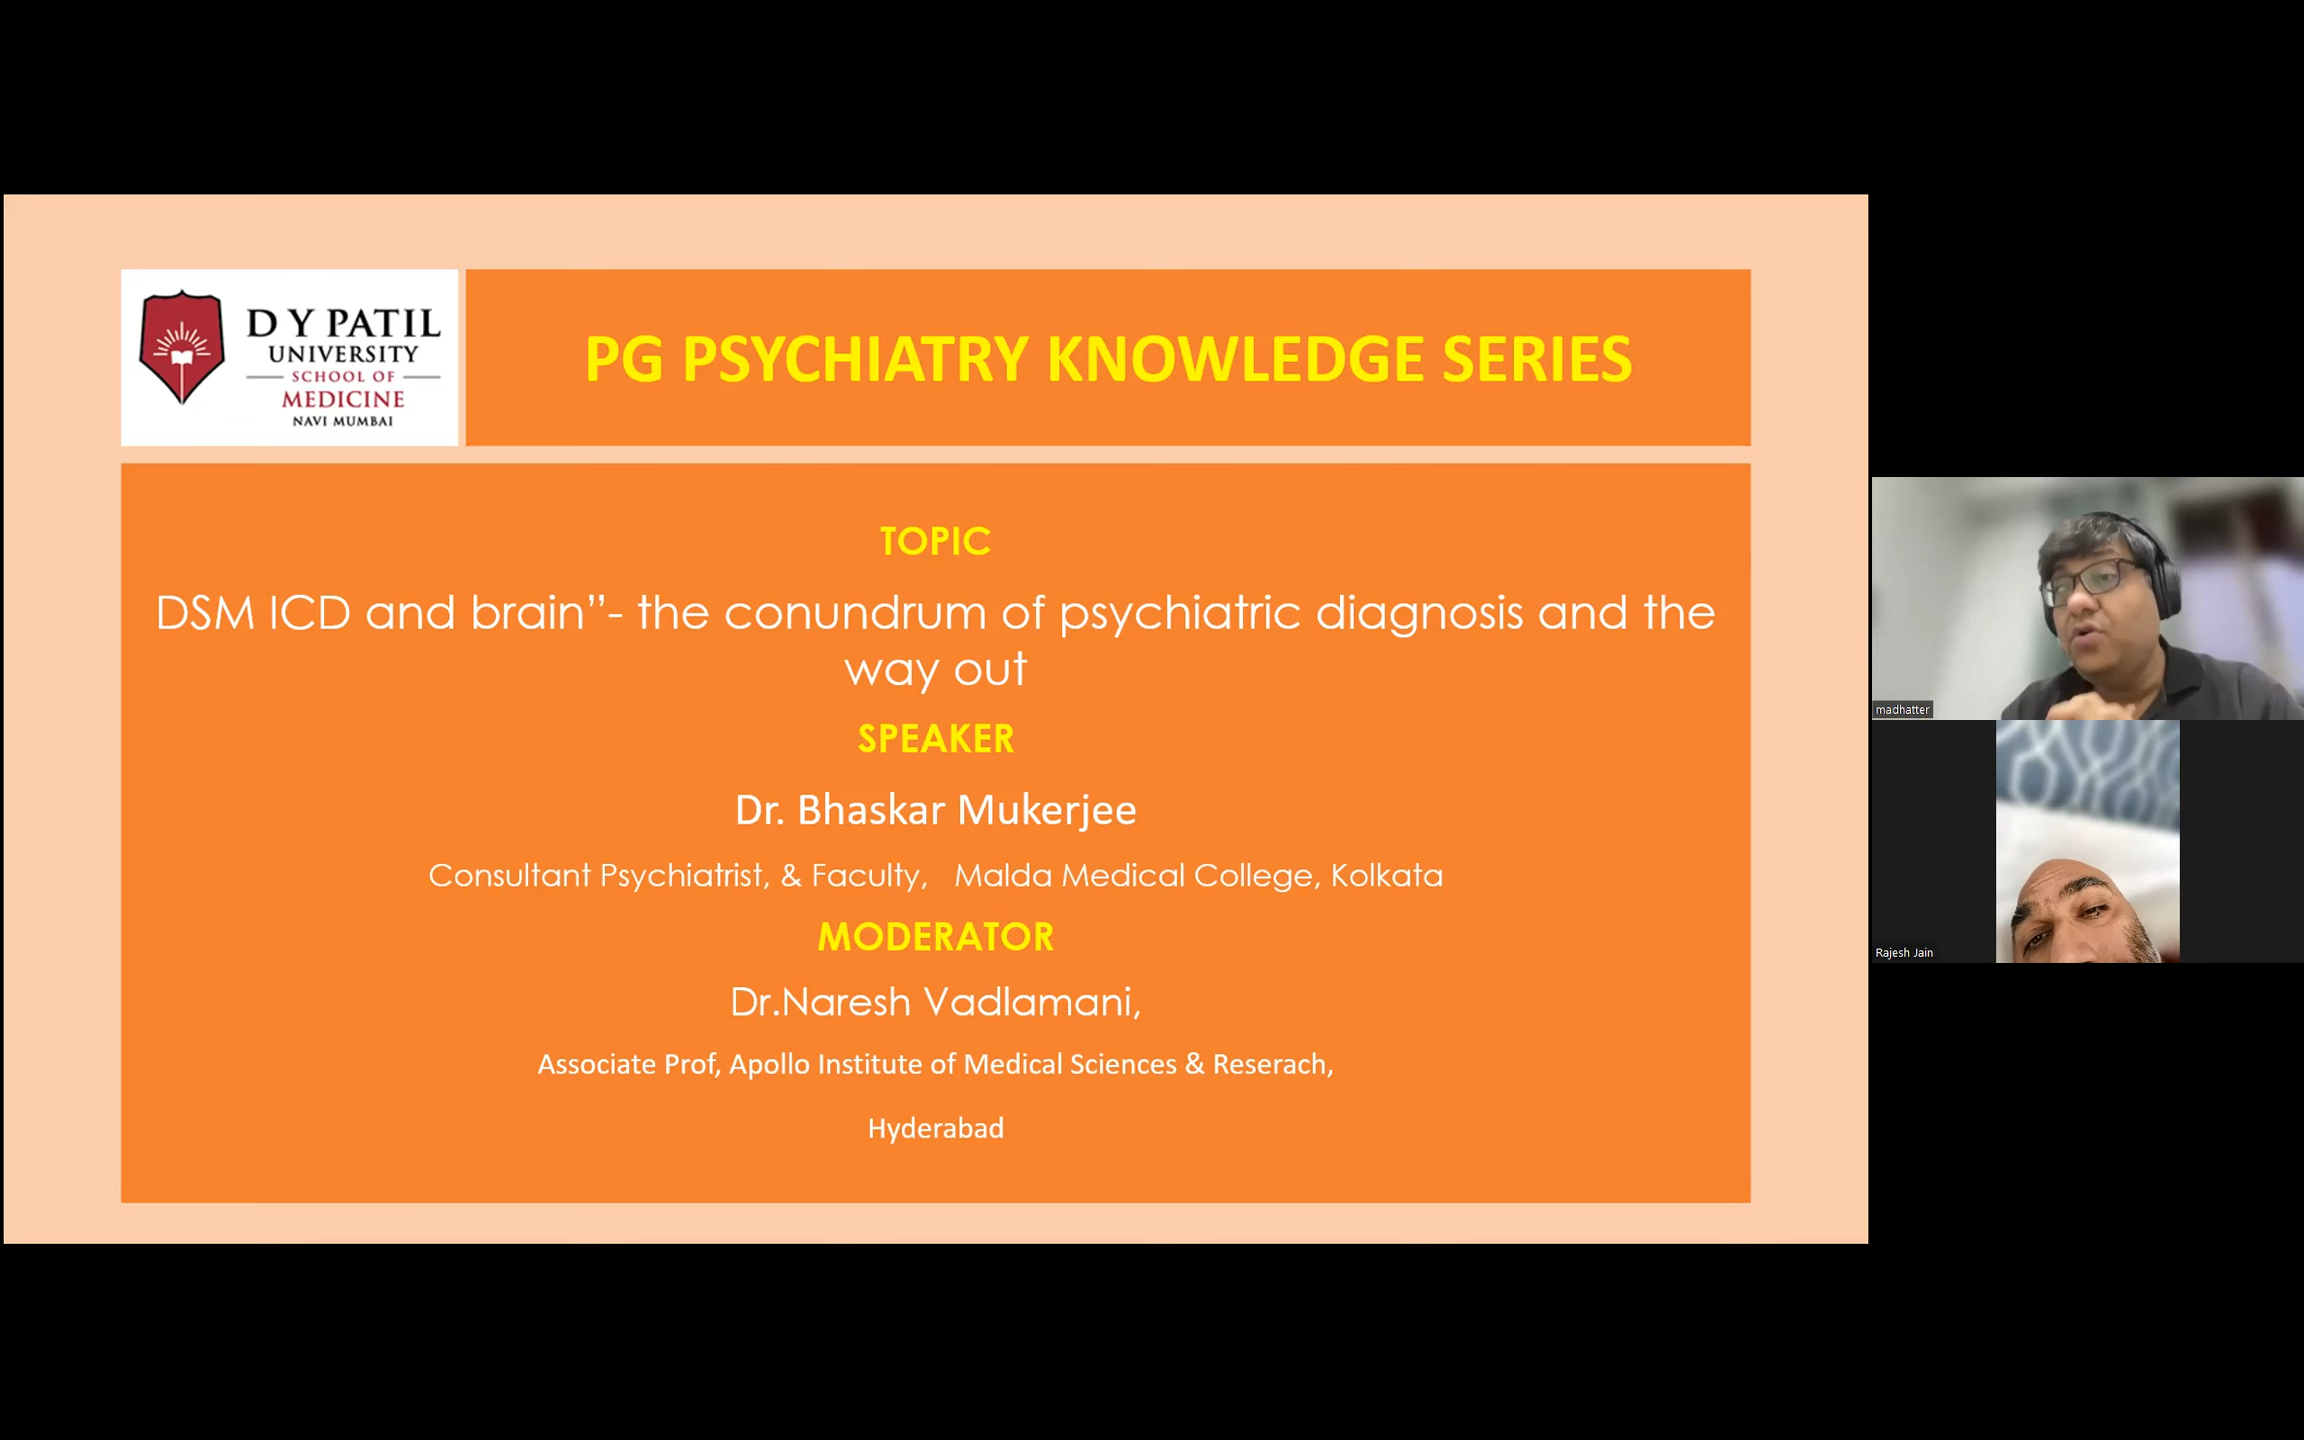 D Y PATIL
UNIVERSITY
SCHOOL OF
MEDICINE
NAVI MUMBAI
PG PSYCHIATRY KNOWLEDGE SERIES
TOPIC
DSM ICD and brain”- the conundrum of psychiatric diagnosis and the
way out
SPEAKER
Dr. Bhaskar Mukerjee
Consultant Psychiatrist, & Faculty, Malda Medical College, Kolkata
MODERATOR
Dr.Naresh Vadlamani,
Associate Prof, Apollo Institute of Medical Sciences & Reserach,
Hyderabad
madhatter
Rajesh Jain